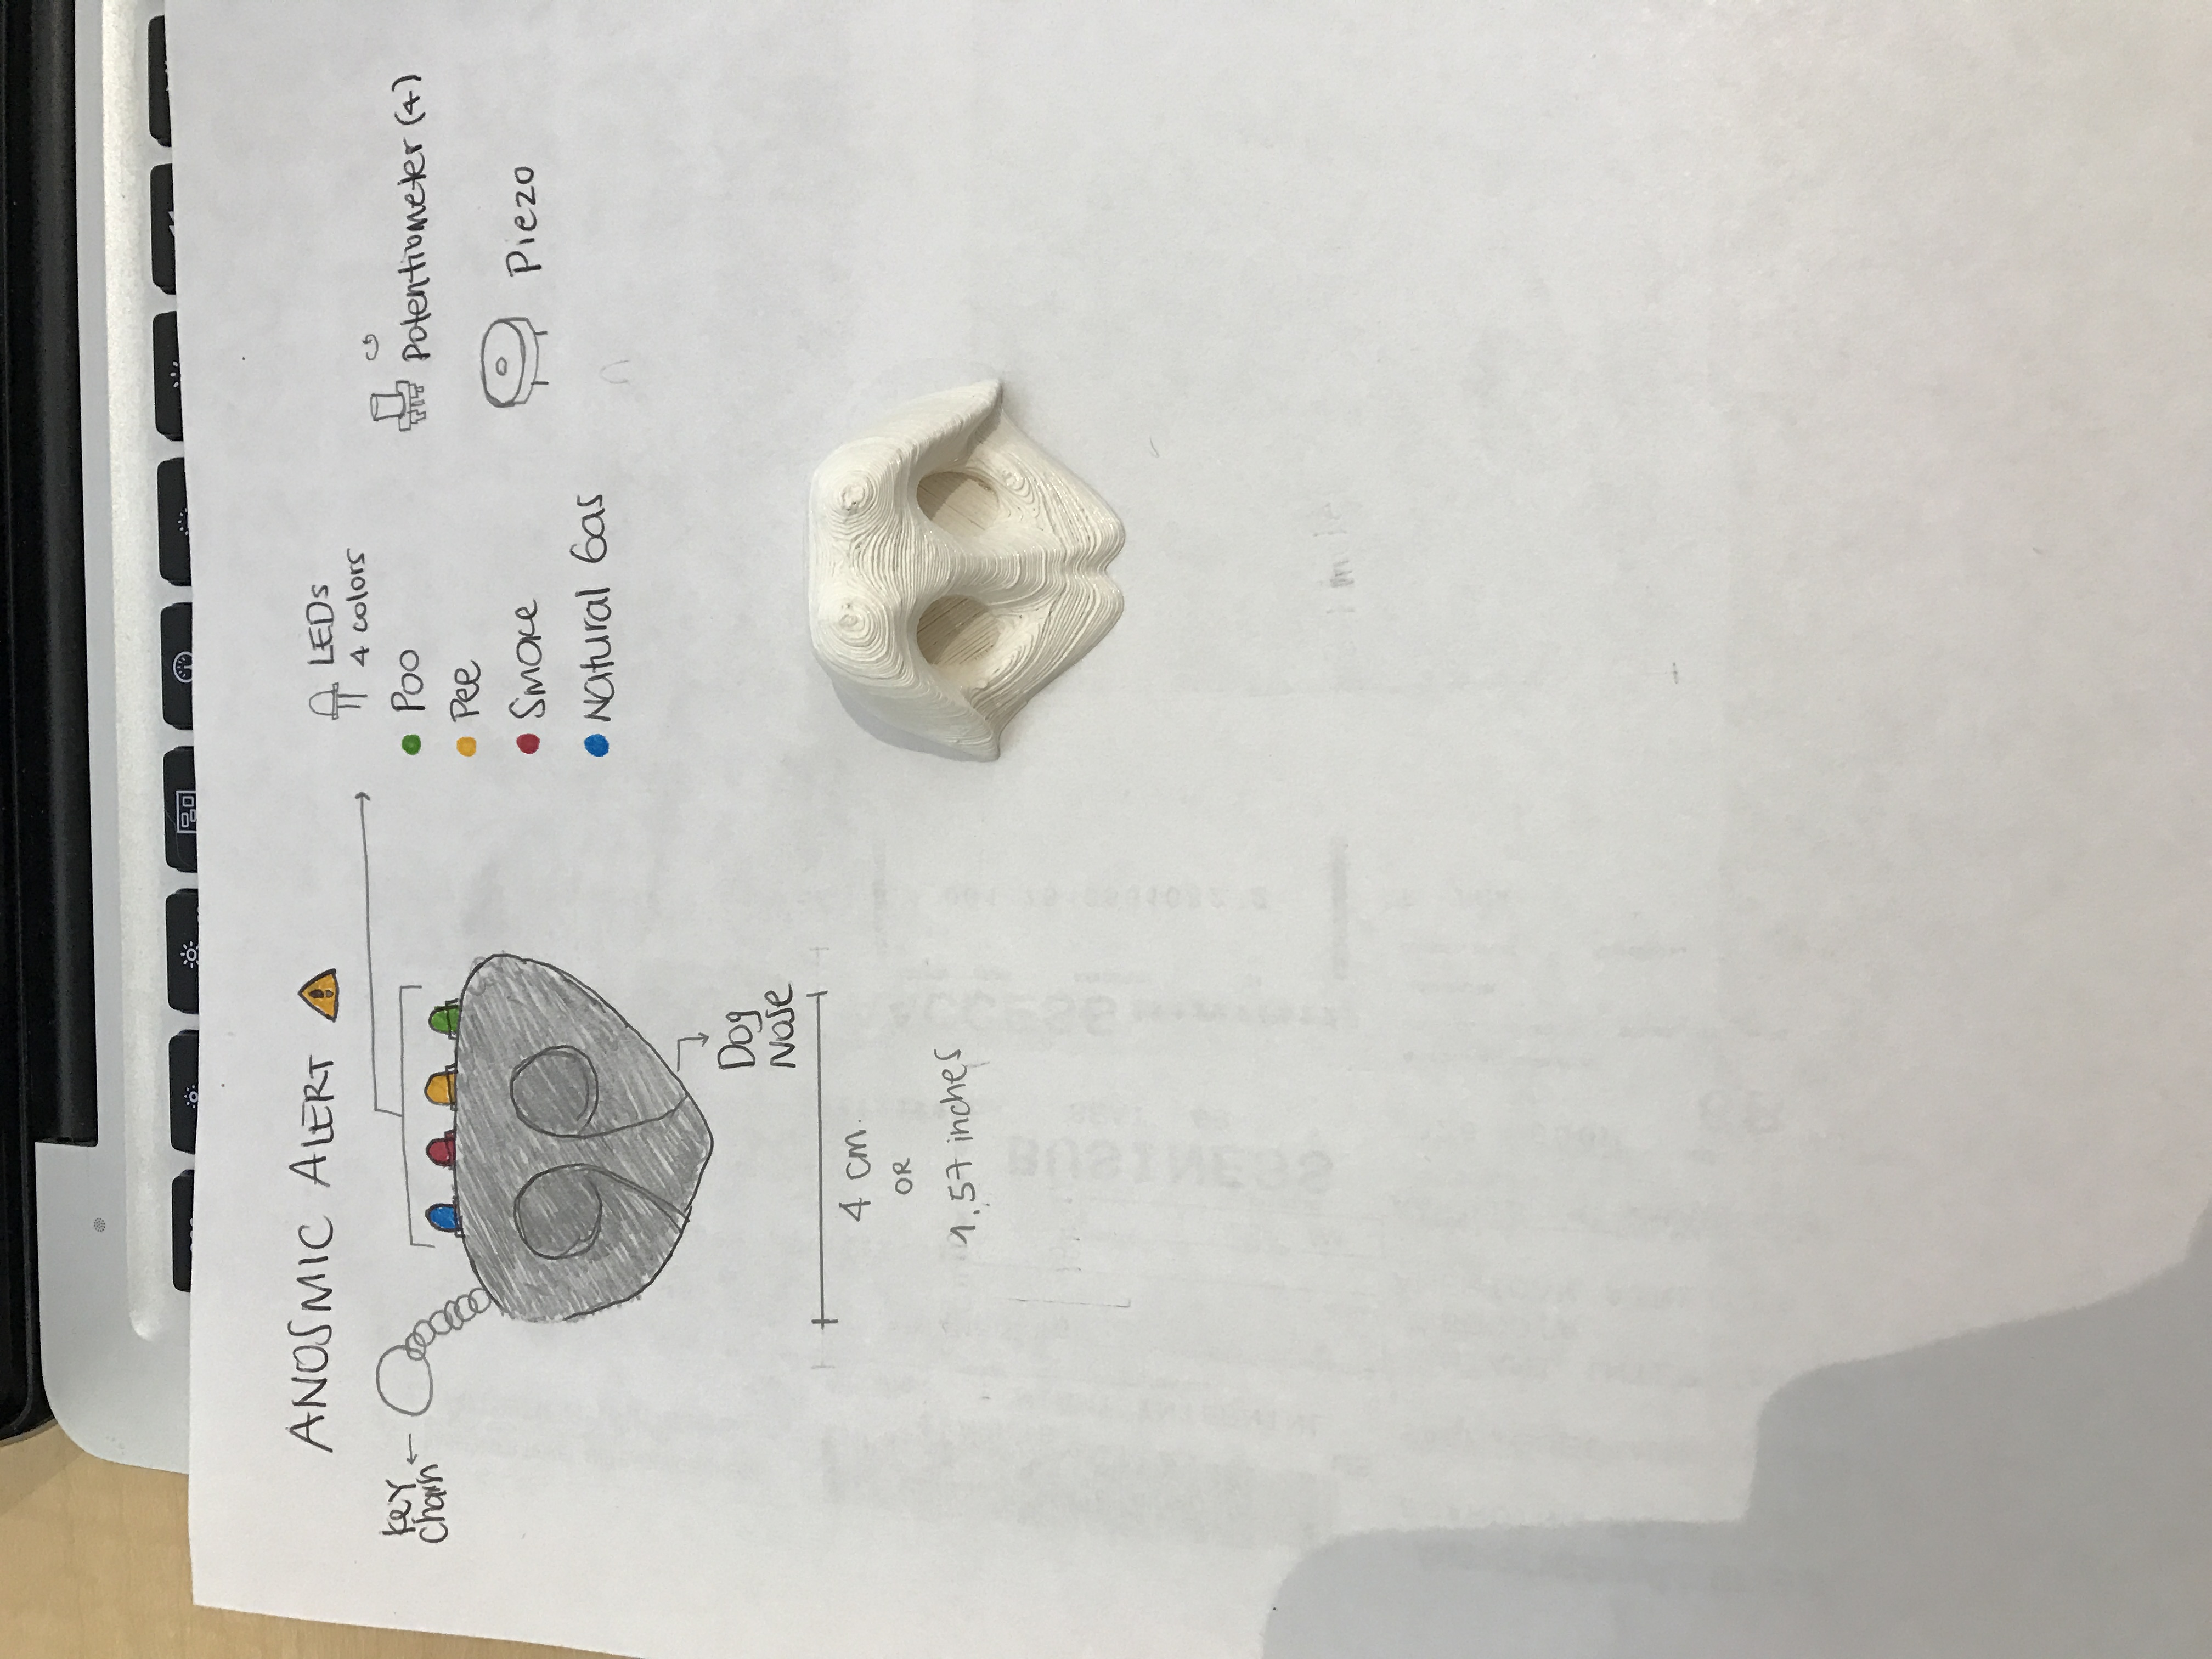 ANOSMIC ALERT
Key
Chain
LEDs
4 colors
Poo
Pee
Smoke
Natural Gas
Potentiometer (4)
Piezo
Dog
Nose
4 cm.
OR
1.57 inches